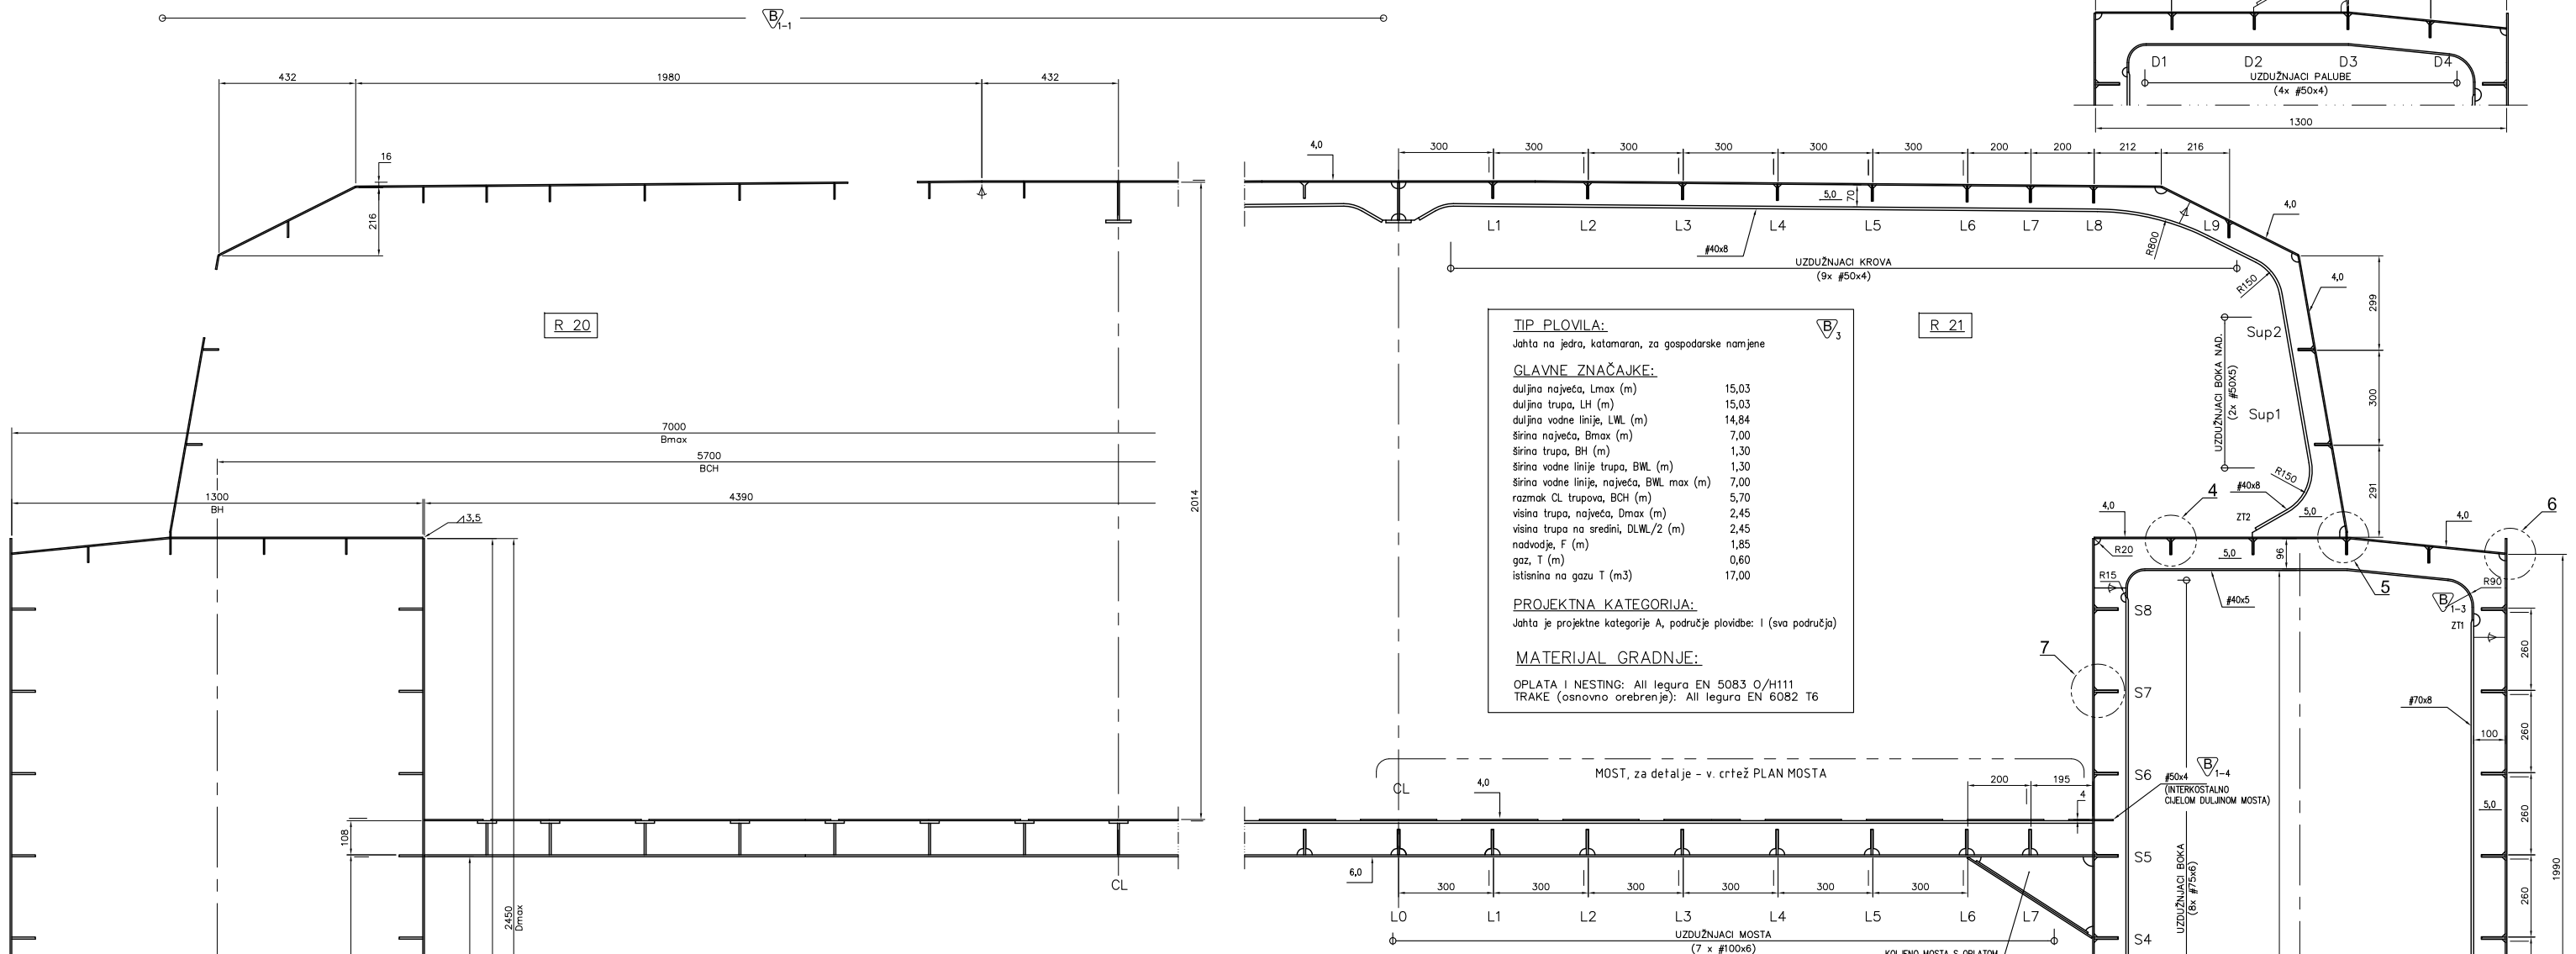 B 1-1
432
1980
432
16
216
R 20
7000
Bmax
5700
BCH
1300
BH
4390
⊿3,5
2014
108
2450
Dmax
CL
D1 D2 D3 D4
UZDUŽNJACI PALUBE
(4x #50x4)
1300
4,0
300 300 300 300 300 300 200 200 212 216
5,0
70
4,0
L1 L2 L3 L4 L5 L6 L7 L8 L9
#40x8
R800
UZDUŽNJACI KROVA
(9x #50x4)
R150
4,0
299
TIP PLOVILA:
B 3
Jahta na jedra, katamaran, za gospodarske namjene
GLAVNE ZNAČAJKE:
duljina najveća, Lmax (m) 15,03
duljina trupa, LH (m) 15,03
duljina vodne linije, LWL (m) 14,84
širina najveća, Bmax (m) 7,00
širina trupa, BH (m) 1,30
širina vodne linije trupa, BWL (m) 1,30
širina vodne linije, najveća, BWL max (m) 7,00
razmak CL trupova, BCH (m) 5,70
visina trupa, najveća, Dmax (m) 2,45
visina trupa na sredini, DLWL/2 (m) 2,45
nadvodje, F (m) 1,85
gaz, T (m) 0,60
istisnina na gazu T (m3) 17,00
PROJEKTNA KATEGORIJA:
Jahta je projektne kategorije A, područje plovidbe: I (sva područja)
MATERIJAL GRADNJE:
OPLATA I NESTING: All legura EN 5083 O/H111
TRAKE (osnovno orebrenje): All legura EN 6082 T6
R 21
Sup2
UZDUŽNJACI BOKA NAD.
(2x #50X5)
Sup1
300
R150
#40x8
291
4
ZT2
5,0
6
4,0
4,0
R20
5,0
96
R15
R90
5
#40x5
B 1-3
S8
ZT1
260
7
S7
#70x8
100
260
MOST, za detalje - v. crtež PLAN MOSTA
CL
4,0
200
195
4
S6
B 1-4
#50x4
(INTERKOSTALNO
CIJELOM DULJINOM MOSTA)
5,0
260
S5
6,0
UZDUŽNJACI BOKA
(8x #75x6)
1990
260
300 300 300 300 300 300
L0 L1 L2 L3 L4 L5 L6 L7
UZDUŽNJACI MOSTA
(7 x #100x6)
S4
KOLJENO MOSTA S OPLATOM